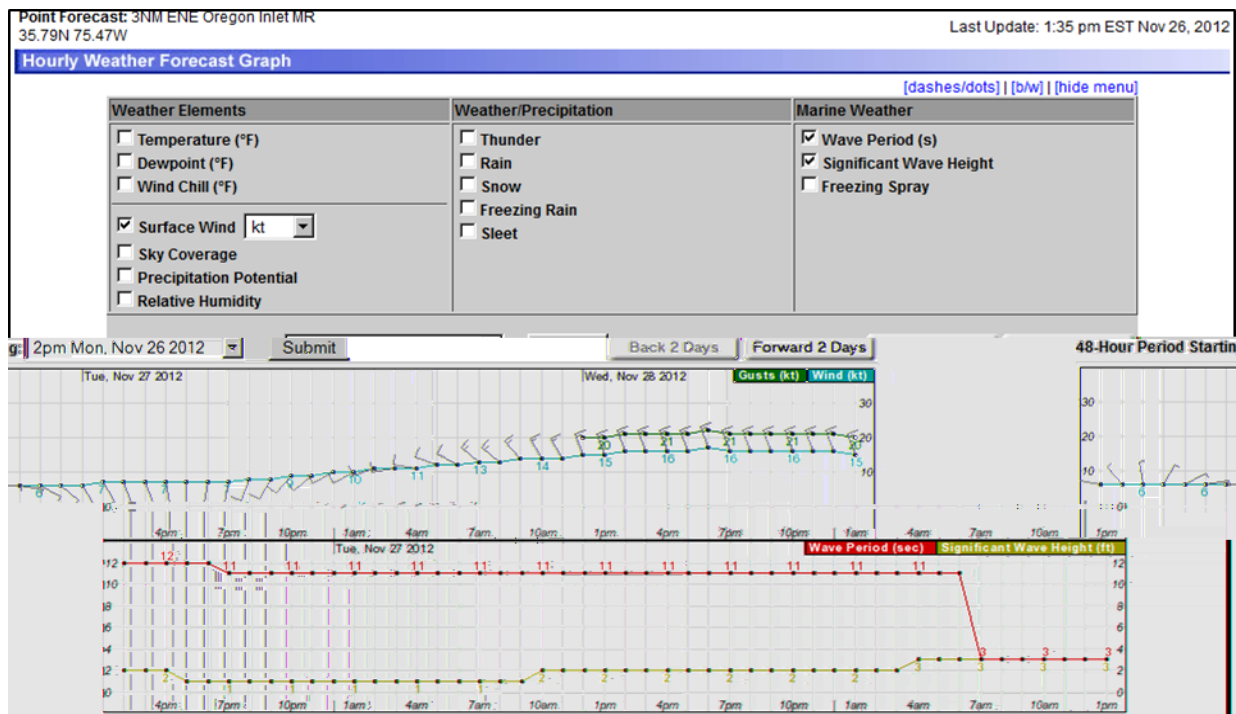 Point Forecast: 3NM ENE Oregon Inlet MR
35.79N 75.47W
Last Update: 1:35 pm EST Nov 26, 2012
Hourly Weather Forecast Graph
[dashes/dots] | [b/w] | [hide menu]
Weather Elements Weather/Precipitation Marine Weather
Temperature (°F) Thunder Wave Period (s)
Dewpoint (°F) Rain Significant Wave Height
Wind Chill (°F) Snow Freezing Spray
Freezing Rain
Surface Wind kt Sleet
Sky Coverage
Precipitation Potential
Relative Humidity
g: 2pm Mon, Nov 26 2012 Submit Back 2 Days Forward 2 Days 48-Hour Period Startin
Tue, Nov 27 2012 Wed, Nov 28 2012 Gusts (kt) Wind (kt)
30 30
20 21 21 21 20 20 20
6 9 10 11 13 14 15 16 16 16 15 10 10 6 6
4pm 7pm 10pm 1am 4am 7am 10am 1pm 4pm 7pm 10pm 1am 4am 7am 10am 1pm
Tue, Nov 27 2012 Wave Period (sec) Significant Wave Height (ft)
12 12 12
11 11 11 11 11 11 11 11 11 11 11 11
10 10
8 8
6 6
4 3 3 3 4
2 2 2 2 2 2 2 2 3 3 3 3 2
1 1 1 1 1
0 0
4pm 7pm 10pm 1am 4am 7am 10am 1pm 4pm 7pm 10pm 1am 4am 7am 10am 1pm